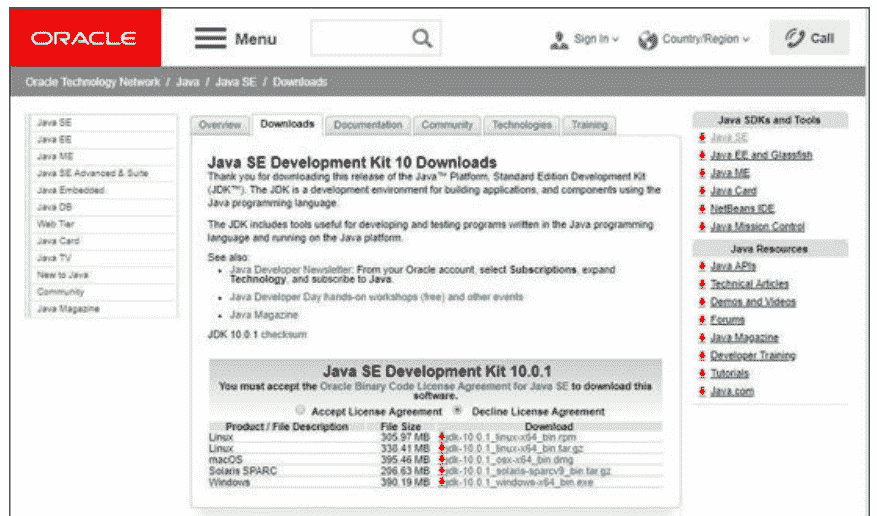 ORACLE
Menu
Sign In
Country/Region
Call
Oracle Technology Network / Java / Java SE / Downloads
Java SE
Java EE
Java ME
Java SE Advanced & Suite
Java Embedded
Java DB
Web Tier
Java Card
Java TV
New to Java
Community
Java Magazine
Overview Downloads Documentation Community Technologies Training
Java SE Development Kit 10 Downloads
Thank you for downloading this release of the Java™ Platform, Standard Edition Development Kit
(JDK™). The JDK is a development environment for building applications, and components using the
Java programming language.
The JDK includes tools useful for developing and testing programs written in the Java programming
language and running on the Java platform.
See also:
• Java Developer Newsletter: From your Oracle account, select Subscriptions, expand
Technology, and subscribe to Java.
• Java Developer Day hands-on workshops (free) and other events
• Java Magazine
JDK 10.0.1 checksum
Java SE Development Kit 10.0.1
You must accept the Oracle Binary Code License Agreement for Java SE to download this
software.
Accept License Agreement Decline License Agreement
Product / File Description File Size Download
Linux 305.97 MB jdk-10.0.1_linux-x64_bin.rpm
Linux 338.41 MB jdk-10.0.1_linux-x64_bin.tar.gz
macOS 395.46 MB jdk-10.0.1_osx-x64_bin.dmg
Solaris SPARC 206.63 MB jdk-10.0.1_solaris-sparcv9_bin.tar.gz
Windows 390.19 MB jdk-10.0.1_windows-x64_bin.exe
Java SDKs and Tools
Java SE
Java EE and Glassfish
Java ME
Java Card
NetBeans IDE
Java Mission Control
Java Resources
Java APIs
Technical Articles
Demos and Videos
Forums
Java Magazine
Developer Training
Tutorials
Java.com